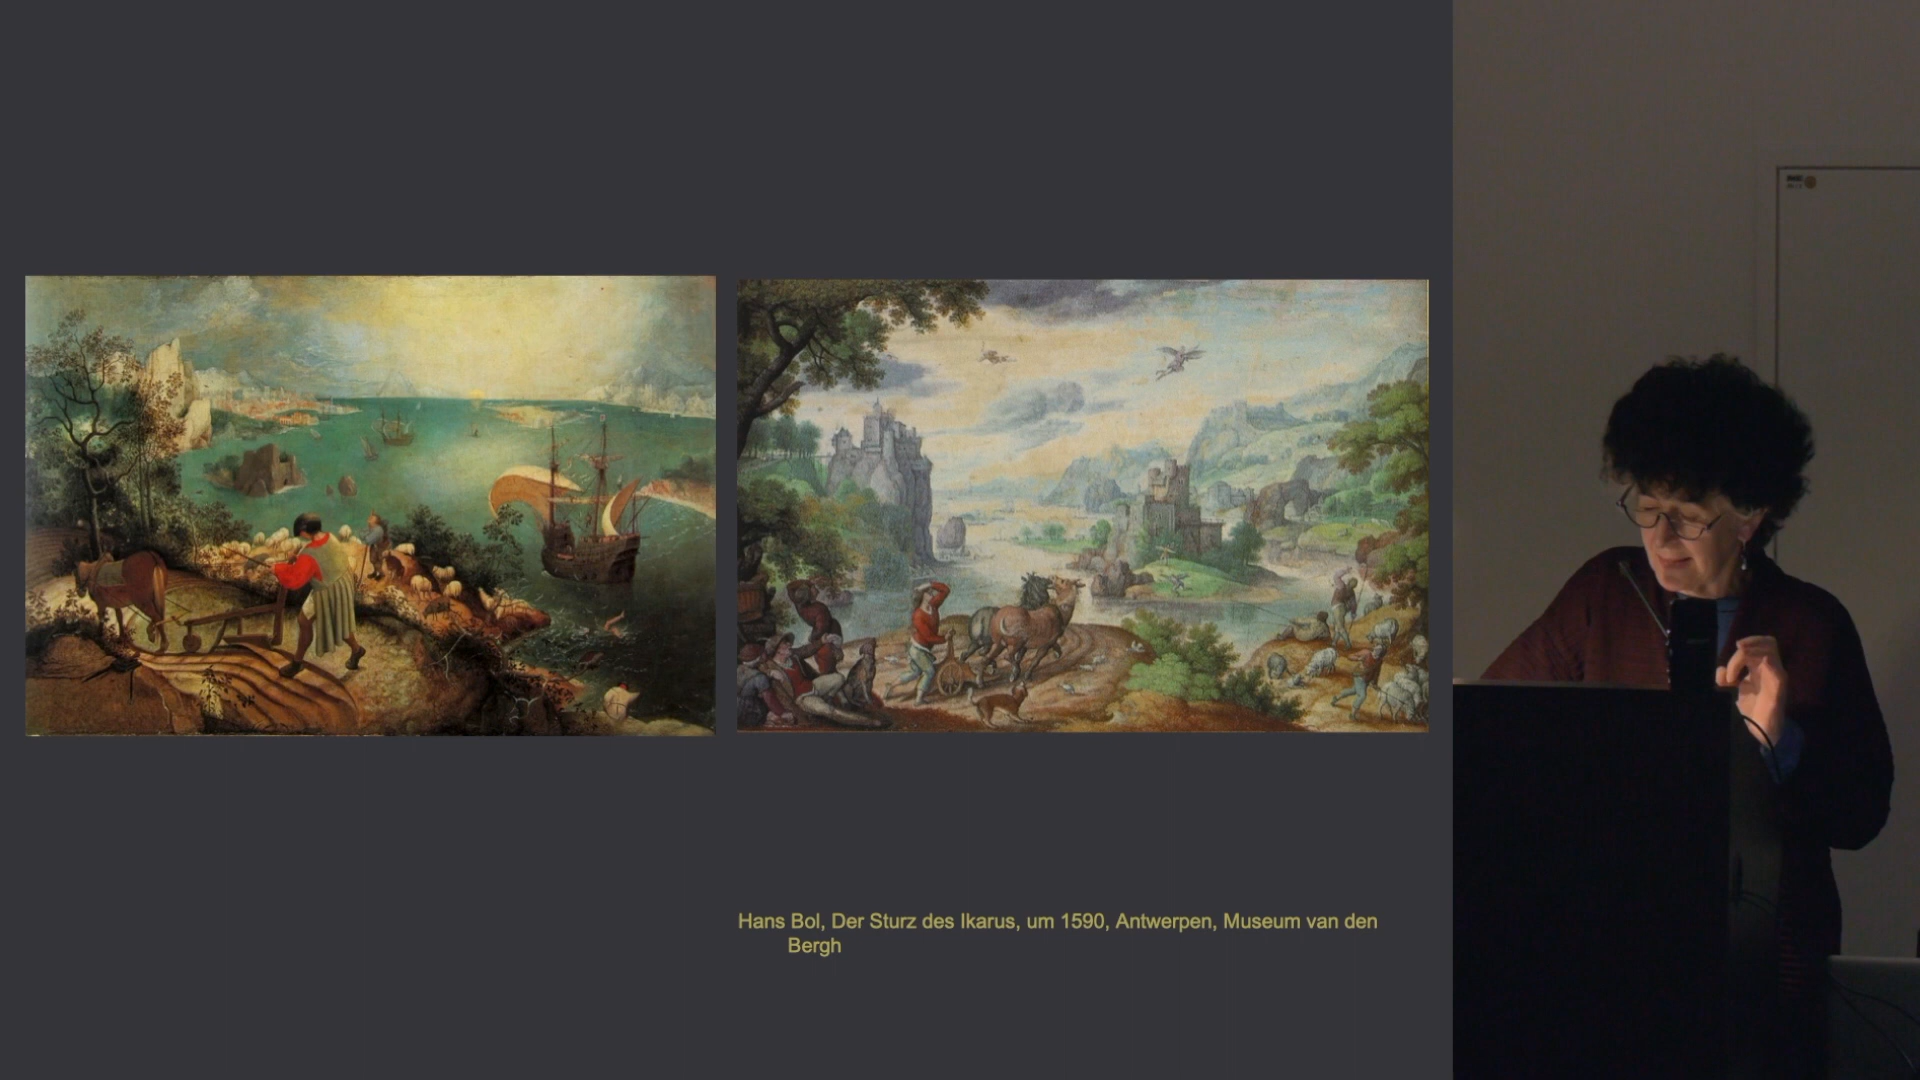 Hans Bol, Der Sturz des Ikarus, um 1590, Antwerpen, Museum van den
Bergh